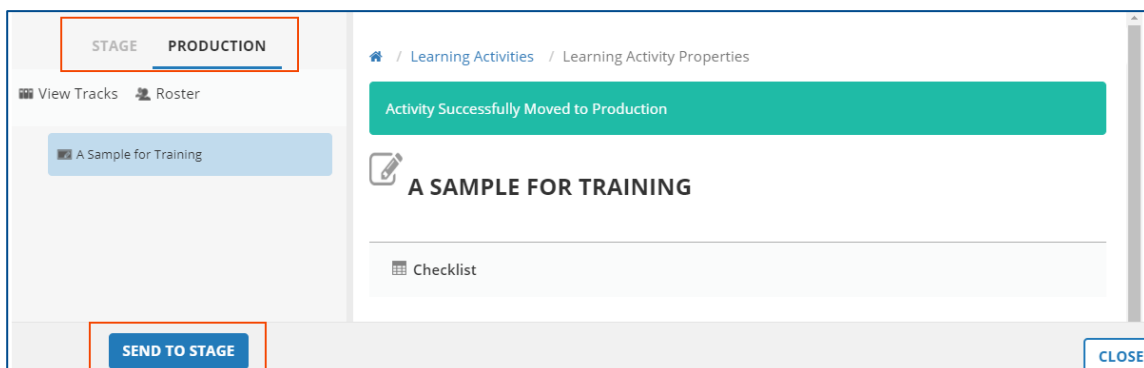 STAGE PRODUCTION
View Tracks Roster
A Sample for Training
/ Learning Activities / Learning Activity Properties
Activity Successfully Moved to Production
A SAMPLE FOR TRAINING
Checklist
SEND TO STAGE
CLOSE